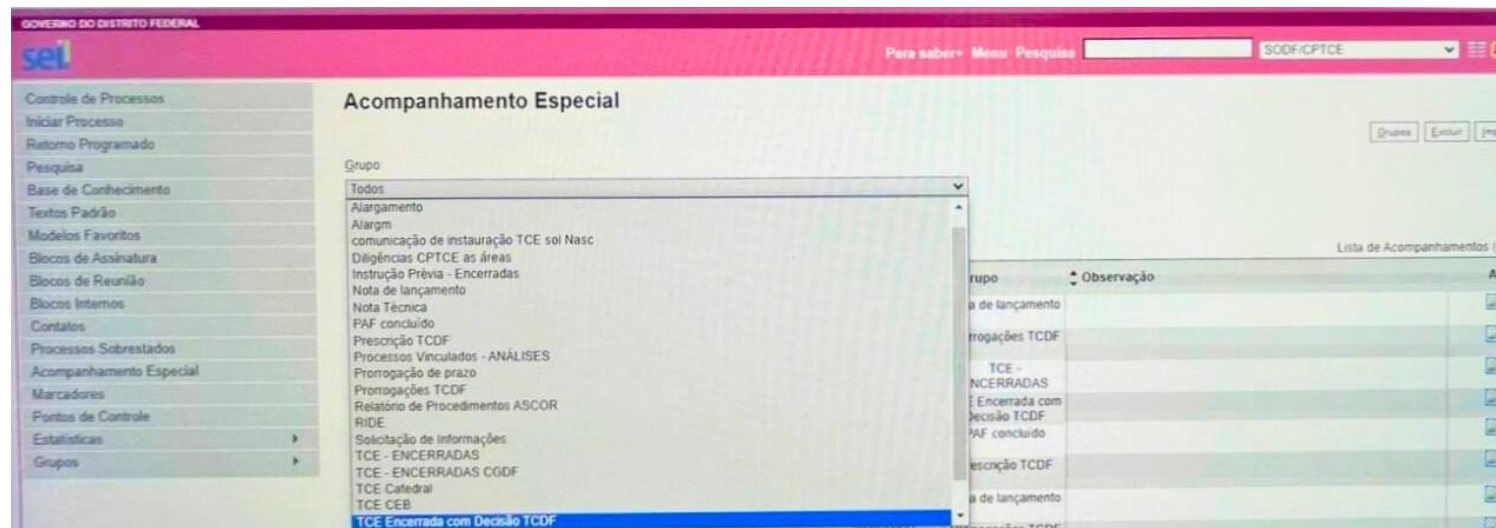 GOVERNO DO DISTRITO FEDERAL
sei!
Para saber+ Menu Pesquisa
SODF/CPTCE
Controle de Processos
Iniciar Processo
Retorno Programado
Pesquisa
Base de Conhecimento
Textos Padrão
Modelos Favoritos
Blocos de Assinatura
Blocos de Reunião
Blocos Internos
Contatos
Processos Sobrestados
Acompanhamento Especial
Marcadores
Pontos de Controle
Estatísticas
Grupos
Acompanhamento Especial
Grupos Excluir
Grupo:
Todos
Alargamento
Alargm
comunicação de instauração TCE sol Nasc
Diligências CPTCE as áreas
Instrução Prévia - Encerradas
Nota de lançamento
Nota Técnica
PAF concluído
Prescrição TCDF
Processos Vinculados - ANÁLISES
Prorrogação de prazo
Prorrogações TCDF
Relatório de Procedimentos ASCOR
RIDE
Solicitação de Informações
TCE - ENCERRADAS
TCE - ENCERRADAS CGDF
TCE Catedral
TCE CEB
TCE Encerrada com Decisão TCDF
Lista de Acompanhamentos (
rupo Observação A
a de lançamento
rrogações TCDF
TCE -
NCERRADAS
E Encerrada com
Decisão TCDF
PAF concluído
escrição TCDF
a de lançamento